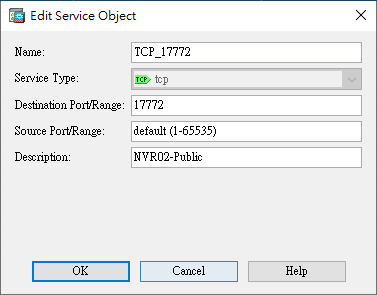 Edit Service Object
Name: TCP_17772
Service Type: TCP tcp
Destination Port/Range: 17772
Source Port/Range: default (1-65535)
Description: NVR02-Public
OK Cancel Help